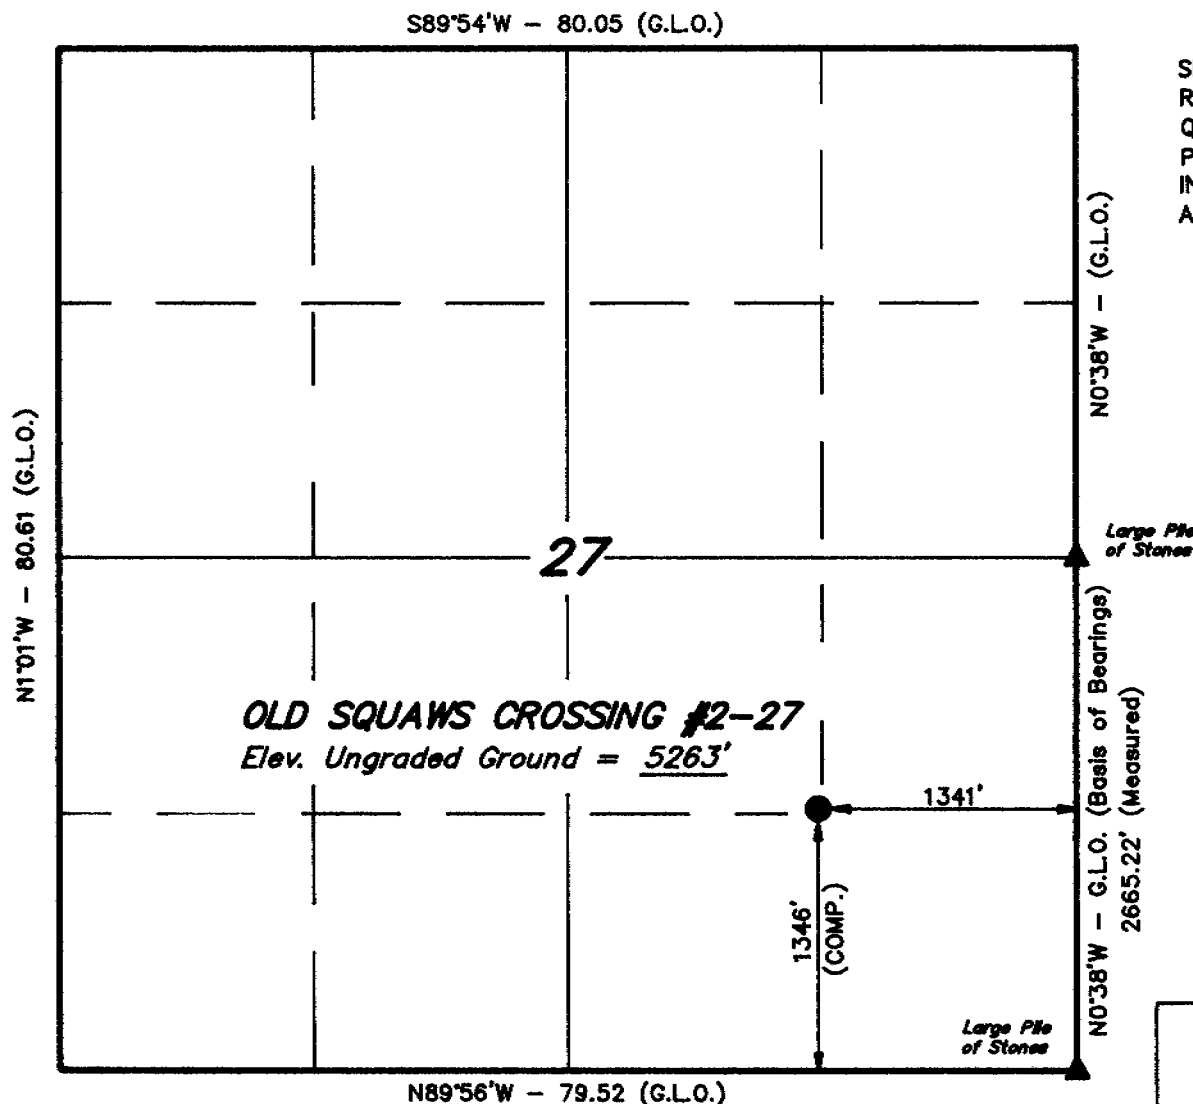 S89°54'W – 80.05 (G.L.O.)
S
R
Q
P
IN
A
N0°38'W – (G.L.O.)
N1°01'W – 80.61 (G.L.O.)
27
Large Pile
of Stones
OLD SQUAWS CROSSING #2–27
Elev. Ungraded Ground = 5263'
1341'
1346'
(COMP.)
N0°38'W – G.L.O. (Basis of Bearings)
2665.22' (Measured)
Large Pile
of Stones
N89°56'W – 79.52 (G.L.O.)